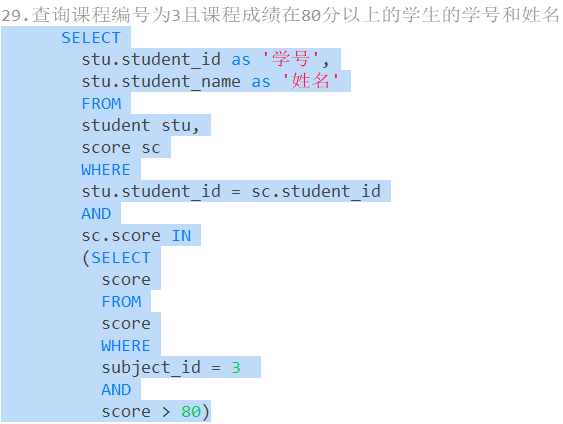 29.查询课程编号为3且课程成绩在80分以上的学生的学号和姓名
SELECT
stu.student_id as '学号',
stu.student_name as '姓名'
FROM
student stu,
score sc
WHERE
stu.student_id = sc.student_id
AND
sc.score IN
(SELECT
score
FROM
score
WHERE
subject_id = 3
AND
score > 80)